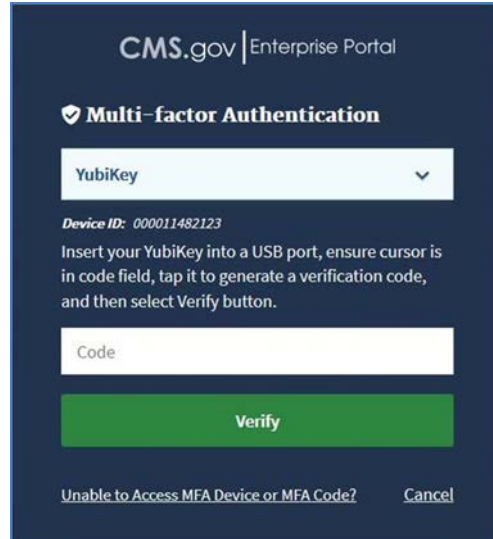 CMS.gov Enterprise Portal
Multi-factor Authentication
YubiKey
Device ID: 000011482123
Insert your YubiKey into a USB port, ensure cursor is
in code field, tap it to generate a verification code,
and then select Verify button.
Code
Verify
Unable to Access MFA Device or MFA Code? Cancel